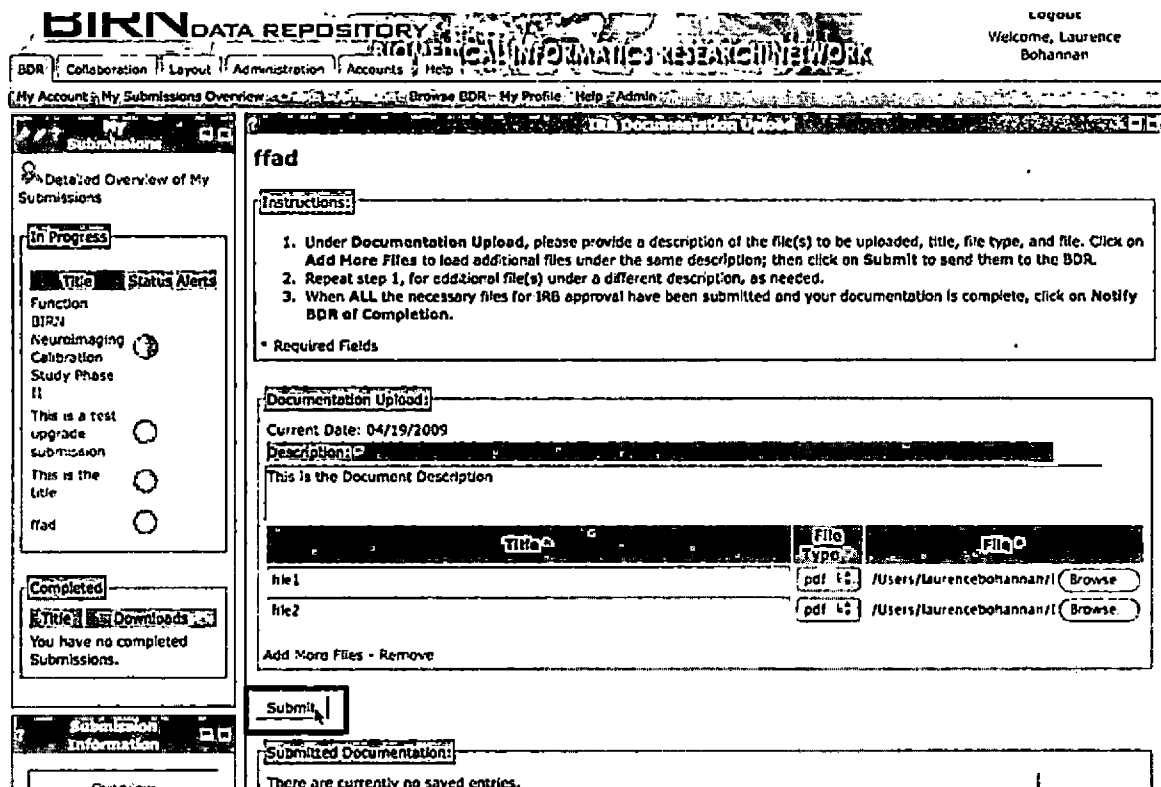 BIRN DATA REPOSITORY
BIOMEDICAL INFORMATICS RESEARCH NETWORK
Logout
Welcome, Laurence
Bohannan
BDR Collaboration Layout Administration Accounts Help
My Account - My Submissions Overview
Browse BDR - My Profile Help - Admin
My
Submissions
Detailed Overview of My
Submissions
In Progress
Title Status Alerts
Function
BIRN
Neuroimaging
Calibration
Study Phase
II
This is a test
upgrade
submission
This is the
title
ffad
Completed
Title Downloads
You have no completed
Submissions.
Submission
Information
Overview
IRB Documentation Upload
ffad
Instructions:
1. Under Documentation Upload, please provide a description of the file(s) to be uploaded, title, file type, and file. Click on
Add More Files to load additional files under the same description; then click on Submit to send them to the BDR.
2. Repeat step 1, for additional file(s) under a different description, as needed.
3. When ALL the necessary files for IRB approval have been submitted and your documentation is complete, click on Notify
BDR of Completion.
* Required Fields
Documentation Upload:
Current Date: 04/19/2009
Description:*
This is the Document Description
Title * File Type * File *
file1 pdf /Users/laurencebohannan/I Browse
file2 pdf /Users/laurencebohannan/I Browse
Add More Files - Remove
Submit
Submitted Documentation:
There are currently no saved entries.